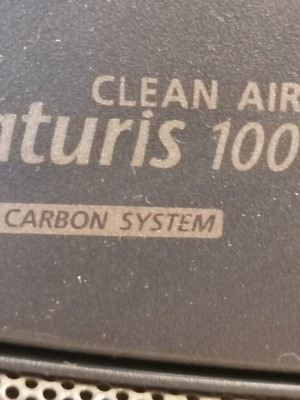 CLEAN AIR
aturis 100
CARBON SYSTEM